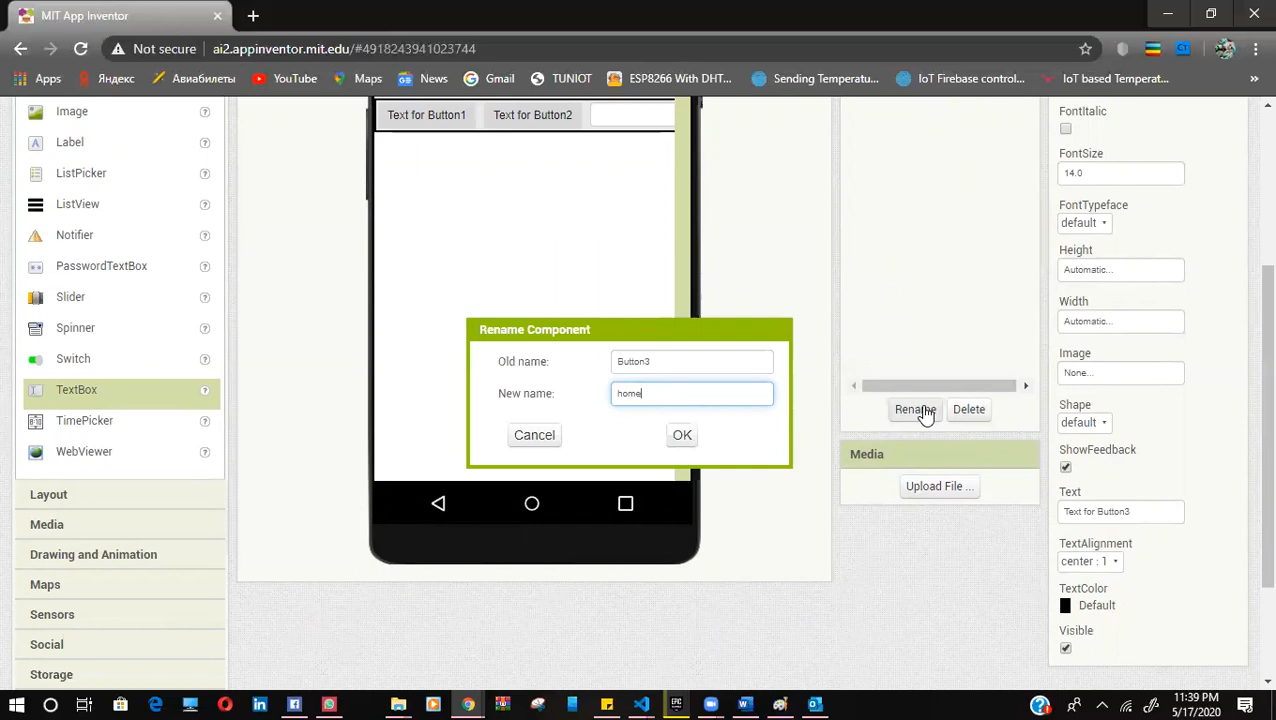 MIT App Inventor
Not secure
ai2.appinventor.mit.edu/#4918243941023744
Apps
Яндекс
Авиабилеты
YouTube
Maps
News
Gmail
TUNIOT
ESP8266 With DHT...
Sending Temperatu...
IoT Firebase control...
IoT based Temperat...
»
Image
Label
ListPicker
ListView
Notifier
PasswordTextBox
Slider
Spinner
Switch
TextBox
TimePicker
WebViewer
Layout
Media
Drawing and Animation
Maps
Sensors
Social
Storage
Text for Button1
Text for Button2
Rename Component
Old name:
Button3
New name:
home
Cancel
OK
Rename
Delete
Media
Upload File ...
FontItalic
FontSize
14.0
FontTypeface
default
Height
Automatic...
Width
Automatic...
Image
None...
Shape
default
ShowFeedback
Text
Text for Button3
TextAlignment
center : 1
TextColor
Default
Visible
11:39 PM
5/17/2020